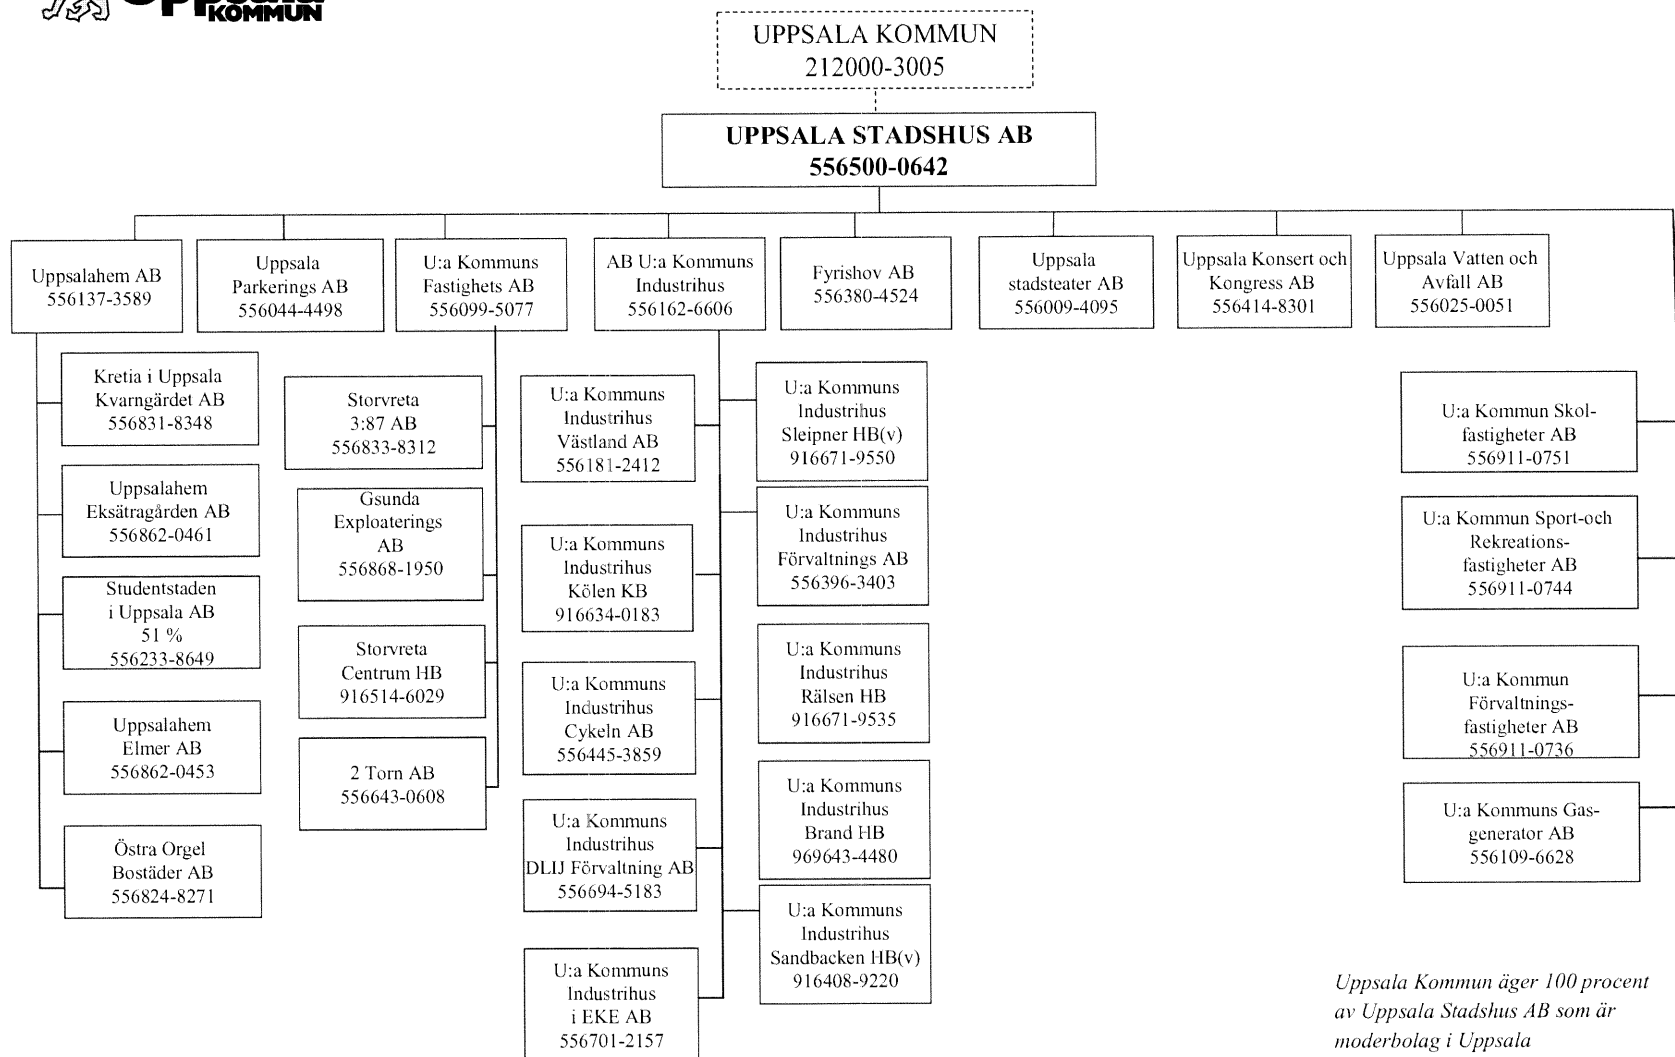 Uppsala
KOMMUN
UPPSALA KOMMUN
212000-3005
UPPSALA STADSHUS AB
556500-0642
Uppsalahem AB
556137-3589
Uppsala
Parkerings AB
556044-4498
U:a Kommuns
Fastighets AB
556099-5077
AB U:a Kommuns
Industrihus
556162-6606
Fyrishov AB
556380-4524
Uppsala
stadsteater AB
556009-4095
Uppsala Konsert och
Kongress AB
556414-8301
Uppsala Vatten och
Avfall AB
556025-0051
Kretia i Uppsala
Kvarngärdet AB
556831-8348
Uppsalahem
Eksätragården AB
556862-0461
Studentstaden
i Uppsala AB
51 %
556233-8649
Uppsalahem
Elmer AB
556862-0453
Östra Orgel
Bostäder AB
556824-8271
Storvreta
3:87 AB
556833-8312
Gsunda
Exploaterings
AB
556868-1950
Storvreta
Centrum HB
916514-6029
2 Torn AB
556643-0608
U:a Kommuns
Industrihus
Västland AB
556181-2412
U:a Kommuns
Industrihus
Kölen KB
916634-0183
U:a Kommuns
Industrihus
Cykeln AB
556445-3859
U:a Kommuns
Industrihus
DLIJ Förvaltning AB
556694-5183
U:a Kommuns
Industrihus
i EKE AB
556701-2157
U:a Kommuns
Industrihus
Sleipner HB(v)
916671-9550
U:a Kommuns
Industrihus
Förvaltnings AB
556396-3403
U:a Kommuns
Industrihus
Rälsen HB
916671-9535
U:a Kommuns
Industrihus
Brand HB
969643-4480
U:a Kommuns
Industrihus
Sandbacken HB(v)
916408-9220
U:a Kommun Skol-
fastigheter AB
556911-0751
U:a Kommun Sport-och
Rekreations-
fastigheter AB
556911-0744
U:a Kommun
Förvaltnings-
fastigheter AB
556911-0736
U:a Kommuns Gas-
generator AB
556109-6628
Uppsala Kommun äger 100 procent
av Uppsala Stadshus AB som är
moderbolag i Uppsala